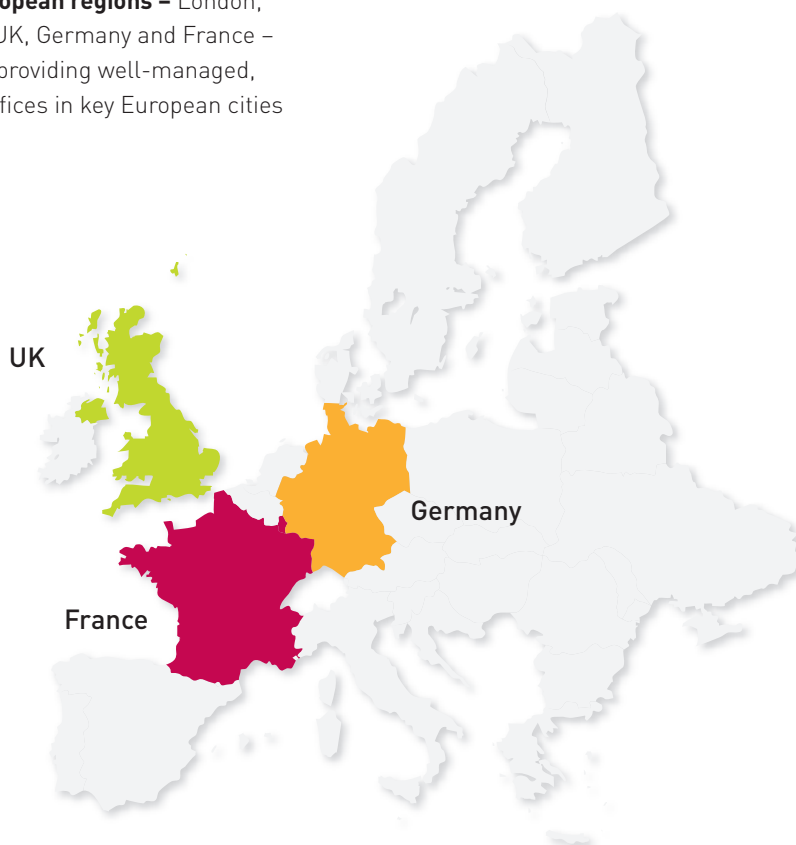 opean regions – London,
UK, Germany and France –
providing well-managed,
fices in key European cities
UK
Germany
France